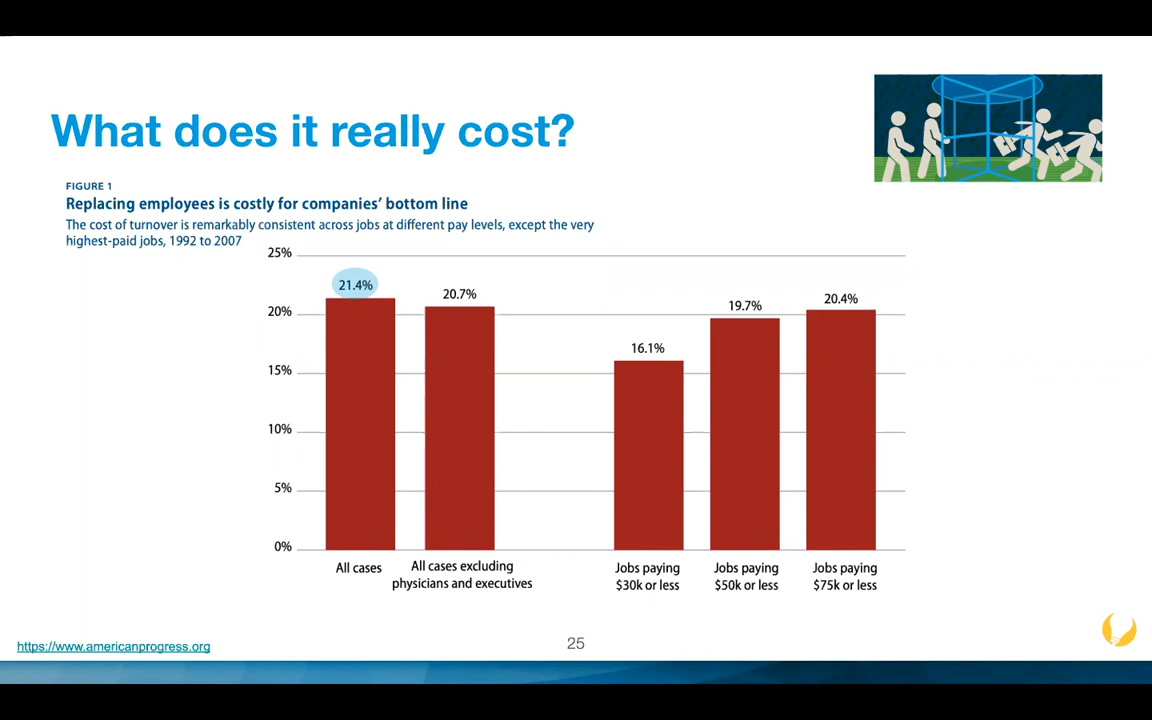 What does it really cost?
FIGURE 1
Replacing employees is costly for companies’ bottom line
The cost of turnover is remarkably consistent across jobs at different pay levels, except the very
highest-paid jobs, 1992 to 2007
25%
20%
15%
10%
5%
0%
21.4%
20.7%
16.1%
19.7%
20.4%
All cases
All cases excluding
physicians and executives
Jobs paying
$30k or less
Jobs paying
$50k or less
Jobs paying
$75k or less
https://www.americanprogress.org
25